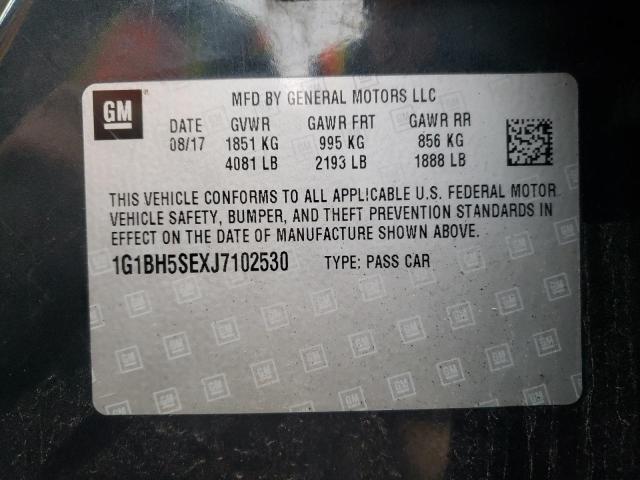 GM
MFD BY GENERAL MOTORS LLC
DATE GVWR GAWR FRT GAWR RR
08/17 1851 KG 995 KG 856 KG
4081 LB 2193 LB 1888 LB
THIS VEHICLE CONFORMS TO ALL APPLICABLE U.S. FEDERAL MOTOR
VEHICLE SAFETY, BUMPER, AND THEFT PREVENTION STANDARDS IN
EFFECT ON THE DATE OF MANUFACTURE SHOWN ABOVE.
1G1BH5SEXJ7102530 TYPE: PASS CAR